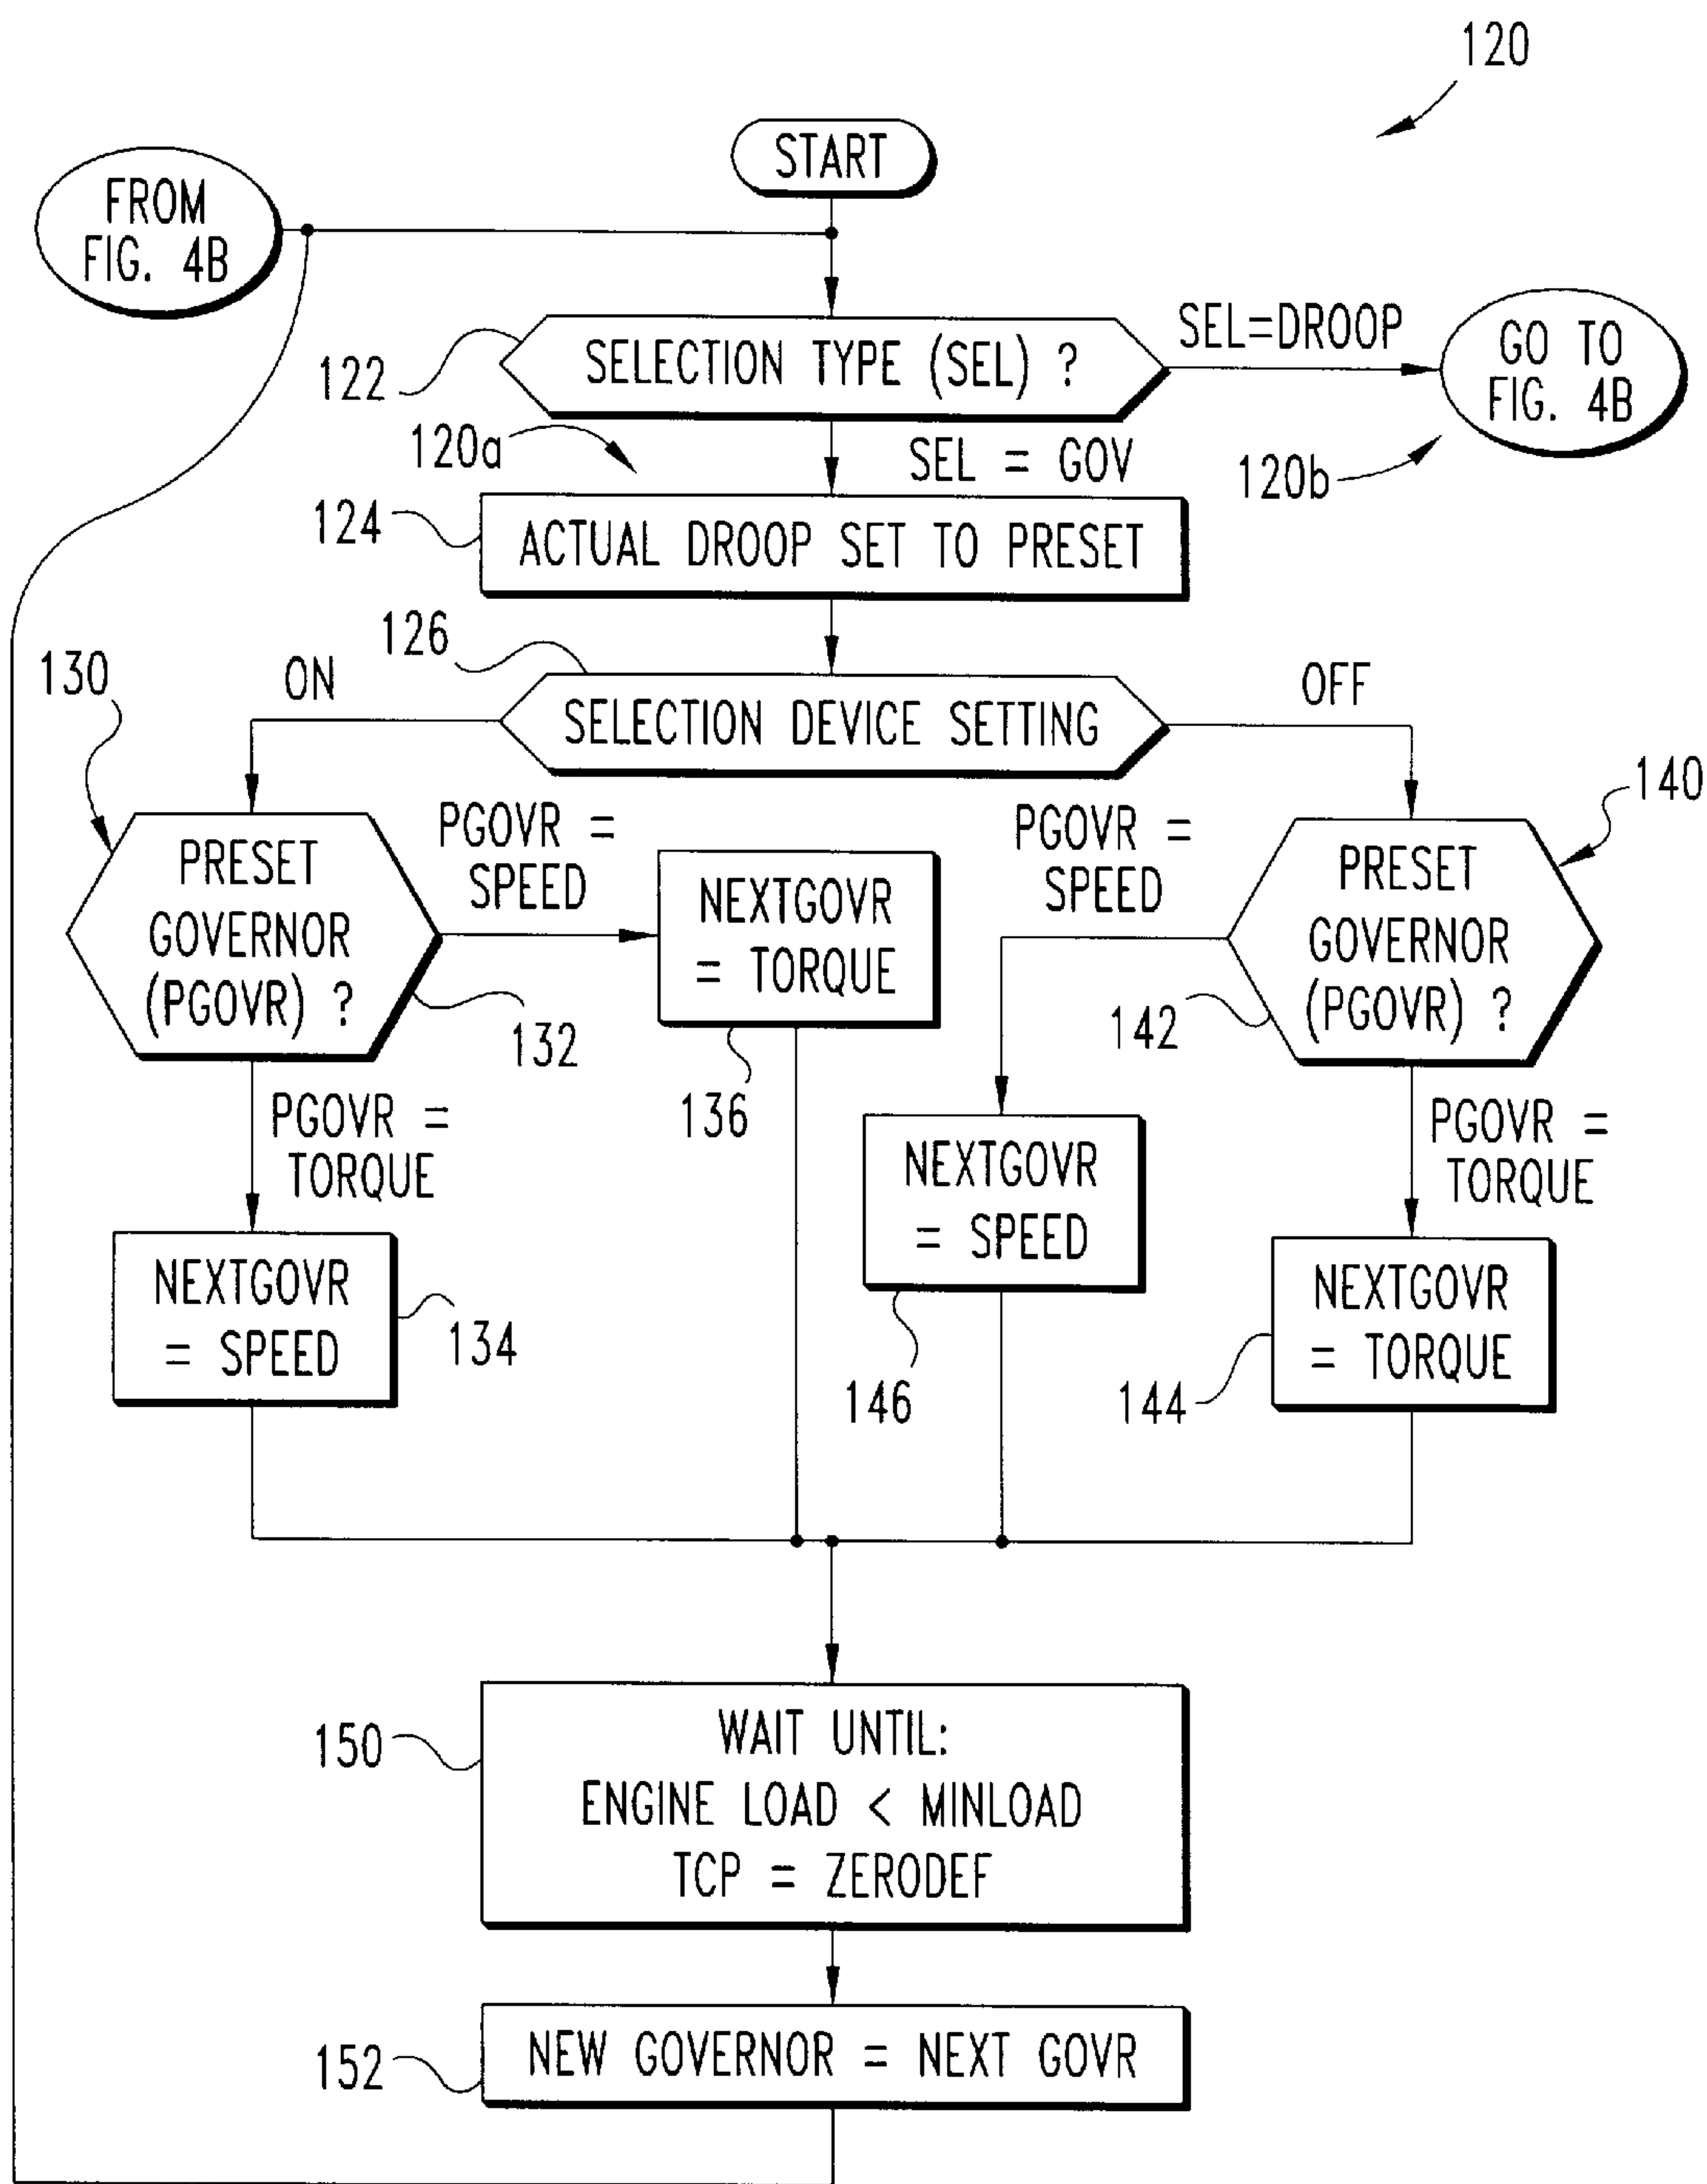 120
START
FROM
FIG. 4B
SELECTION TYPE (SEL) ?
SEL=DROOP
GO TO
FIG. 4B
122
120a
SEL = GOV
120b
124
ACTUAL DROOP SET TO PRESET
126
130
ON
SELECTION DEVICE SETTING
OFF
140
PRESET
GOVERNOR
(PGOVR) ?
PGOVR =
SPEED
NEXTGOVR
= TORQUE
PGOVR =
SPEED
PRESET
GOVERNOR
(PGOVR) ?
132
136
142
PGOVR =
TORQUE
NEXTGOVR
= SPEED
PGOVR =
TORQUE
NEXTGOVR
= SPEED
134
146
144
NEXTGOVR
= TORQUE
150
WAIT UNTIL:
ENGINE LOAD < MINLOAD
TCP = ZERODEF
152
NEW GOVERNOR = NEXT GOVR